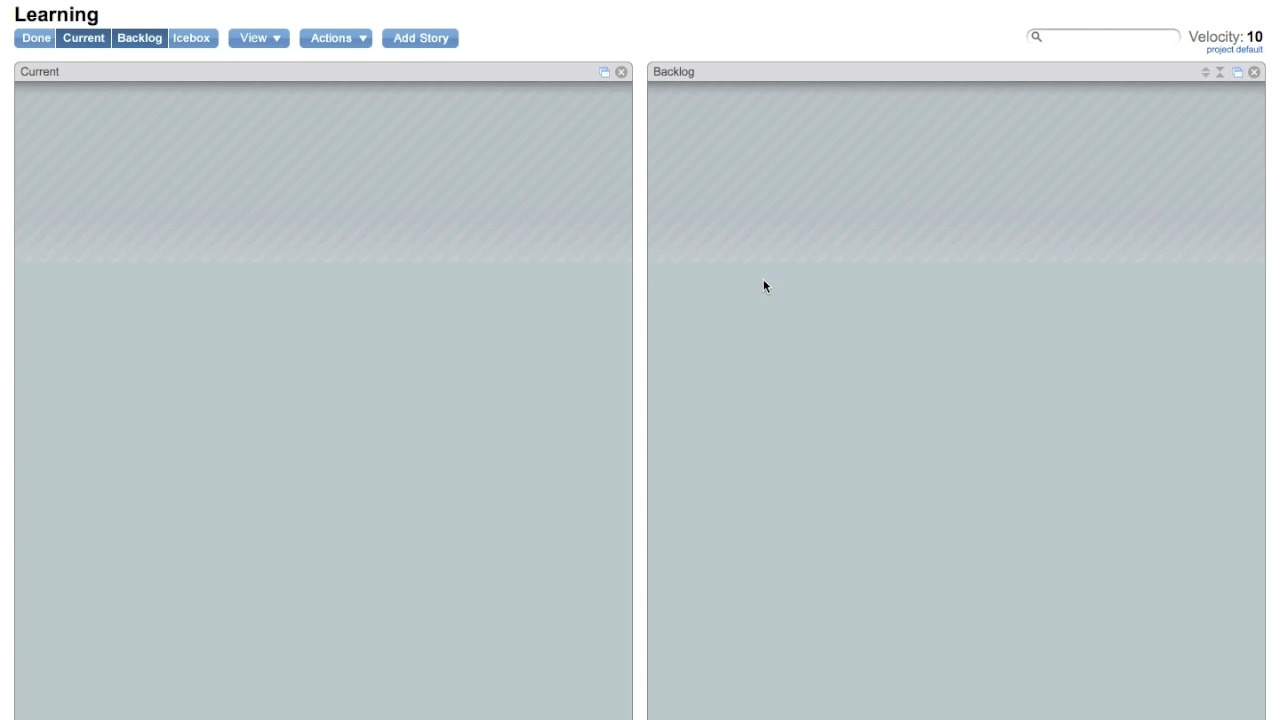 Learning
Done Current Backlog Icebox View ▼ Actions ▼ Add Story Velocity: 10
project default
Current Backlog